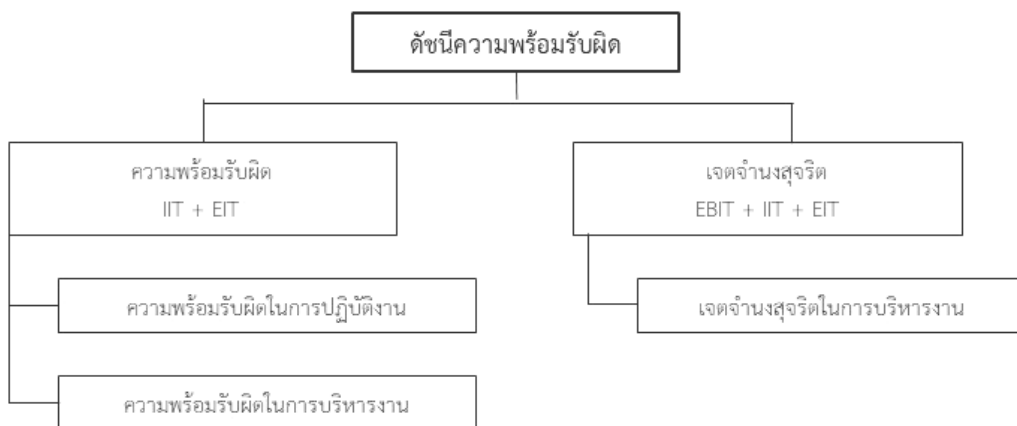 ดัชนีความพร้อมรับผิด
ความพร้อมรับผิด
IIT + EIT
เจตจำนงสุจริต
EBIT + IIT + EIT
ความพร้อมรับผิดในการปฏิบัติงาน
เจตจำนงสุจริตในการบริหารงาน
ความพร้อมรับผิดในการบริหารงาน